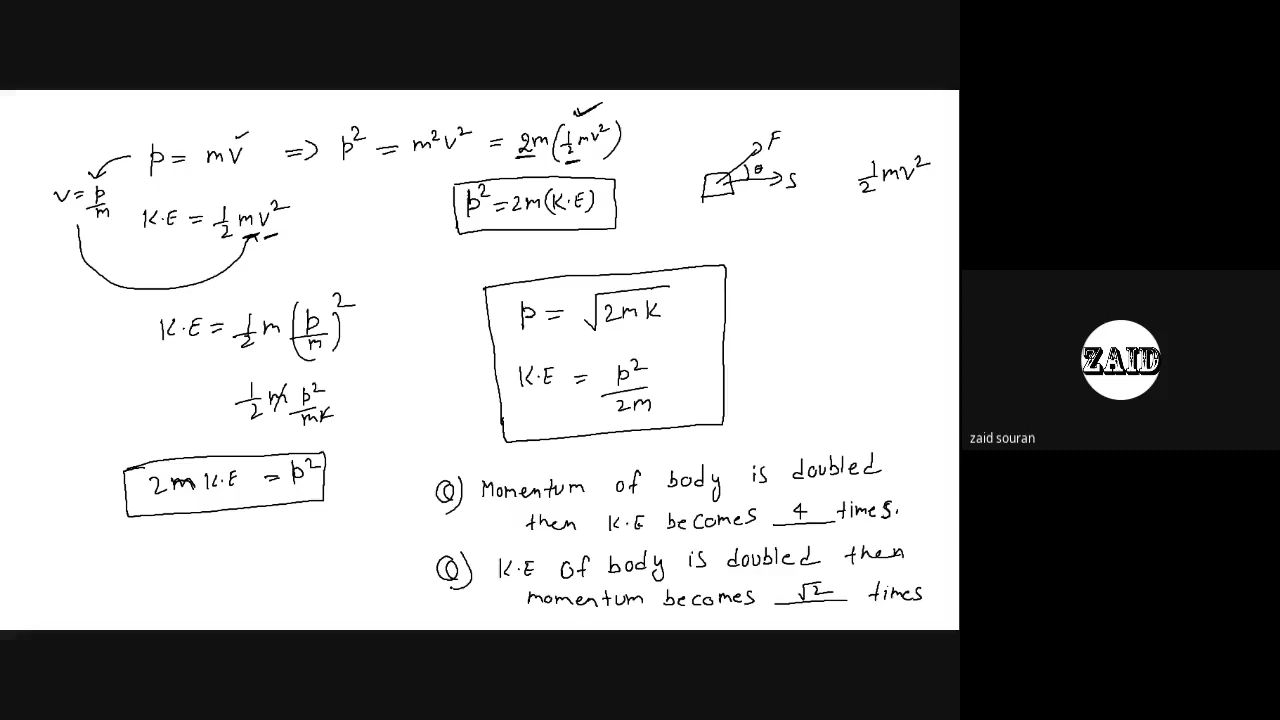 p = mv ⇒ p² = m²v² = 2m(½mv²)
v = p/m
K.E = ½mv²
p² = 2m(K.E)
F
θ
S
½mv²
K.E = ½m(p/m)²
½ m p²/m²
2m K.E = p²
p = √2mK
K.E = p²/2m
Q) Momentum of body is doubled
then K.E becomes 4 times.
Q) K.E of body is doubled then
momentum becomes √2 times
ZAID
zaid souran